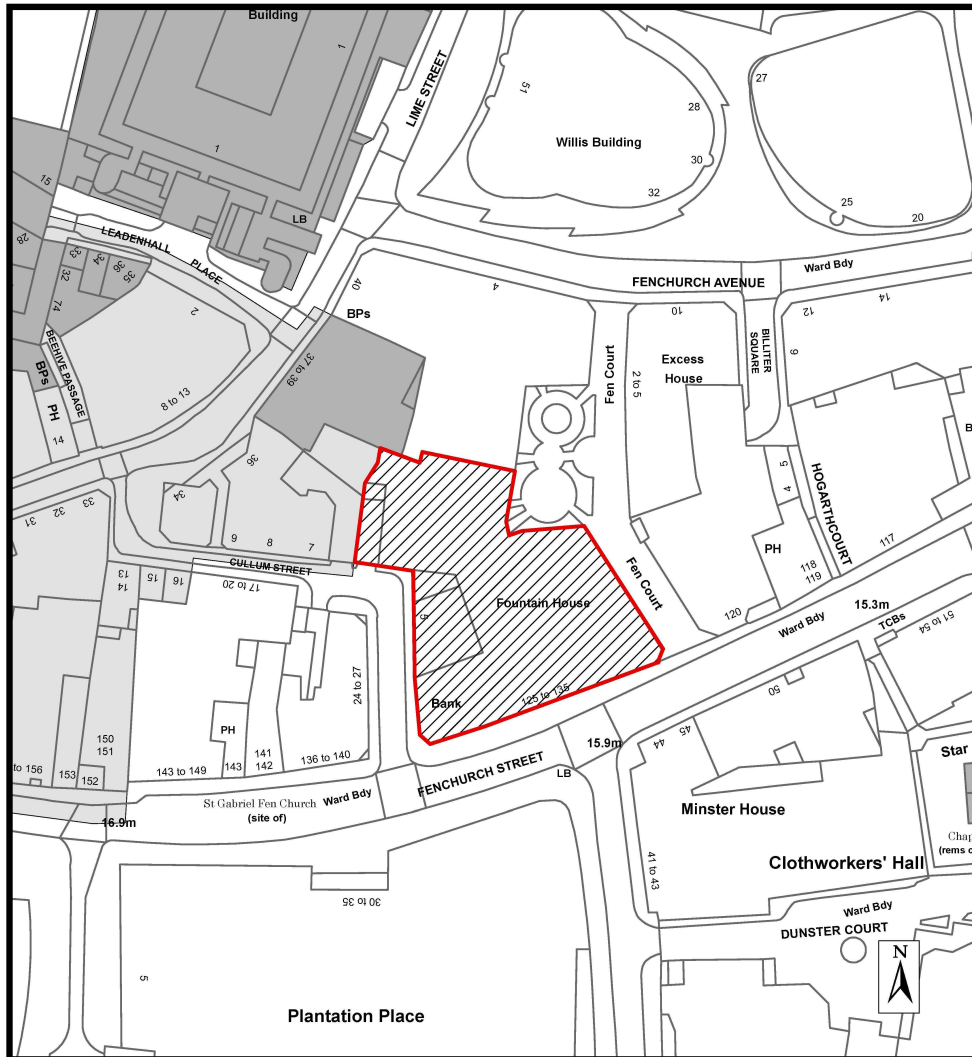 Building
1
1
LIME STREET
51
Willis Building
28
30
32
27
25
20
15
28
LB
LEADENHALL
PLACE
33
34
36
35
32
74
2
BEEHIVE PASSAGE
BPs
PH
14
8 to 13
40
BPs
37 to 39
4
FENCHURCH AVENUE
Ward Bdy
10
12
14
Fen Court
2 to 5
Excess
House
BILLITER
SQUARE
9
B
36
34
33
32
31
9
8
7
CULLUM STREET
5
4
HOGARTHCOURT
PH
118
119
117
13
14
15
16
17 to 20
Fountain House
5
Fen Court
120
Ward Bdy
15.3m
TCBs
51 to 54
24 to 27
Bank
125 to 135
50
45
44
15.9m
PH
150
151
141
142
143
143 to 149
136 to 140
to 156
153
152
FENCHURCH STREET
LB
Star
Minster House
St Gabriel Fen Church
(site of)
Ward Bdy
16.9m
Chap
(rems o
Clothworkers' Hall
41 to 43
30 to 35
Ward Bdy
DUNSTER COURT
N
5
Plantation Place